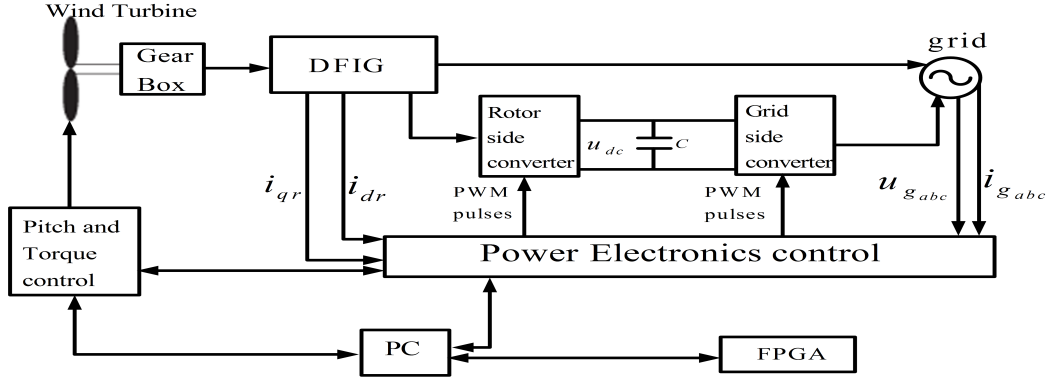 Wind Turbine
Gear
Box
DFIG
grid
Rotor
side
converter
u dc
C
Grid
side
converter
i qr
i dr
PWM
pulses
PWM
pulses
u g abc
i g abc
Pitch and
Torque
control
Power Electronics control
PC
FPGA